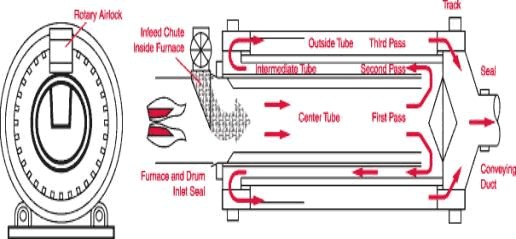 Rotary Airlock
Infeed Chute
Inside Furnace
Outside Tube
Third Pass
Track
Intermediate Tube
Second Pass
Seal
Center Tube
First Pass
Furnace and Drum
Inlet Seal
Conveying
Duct